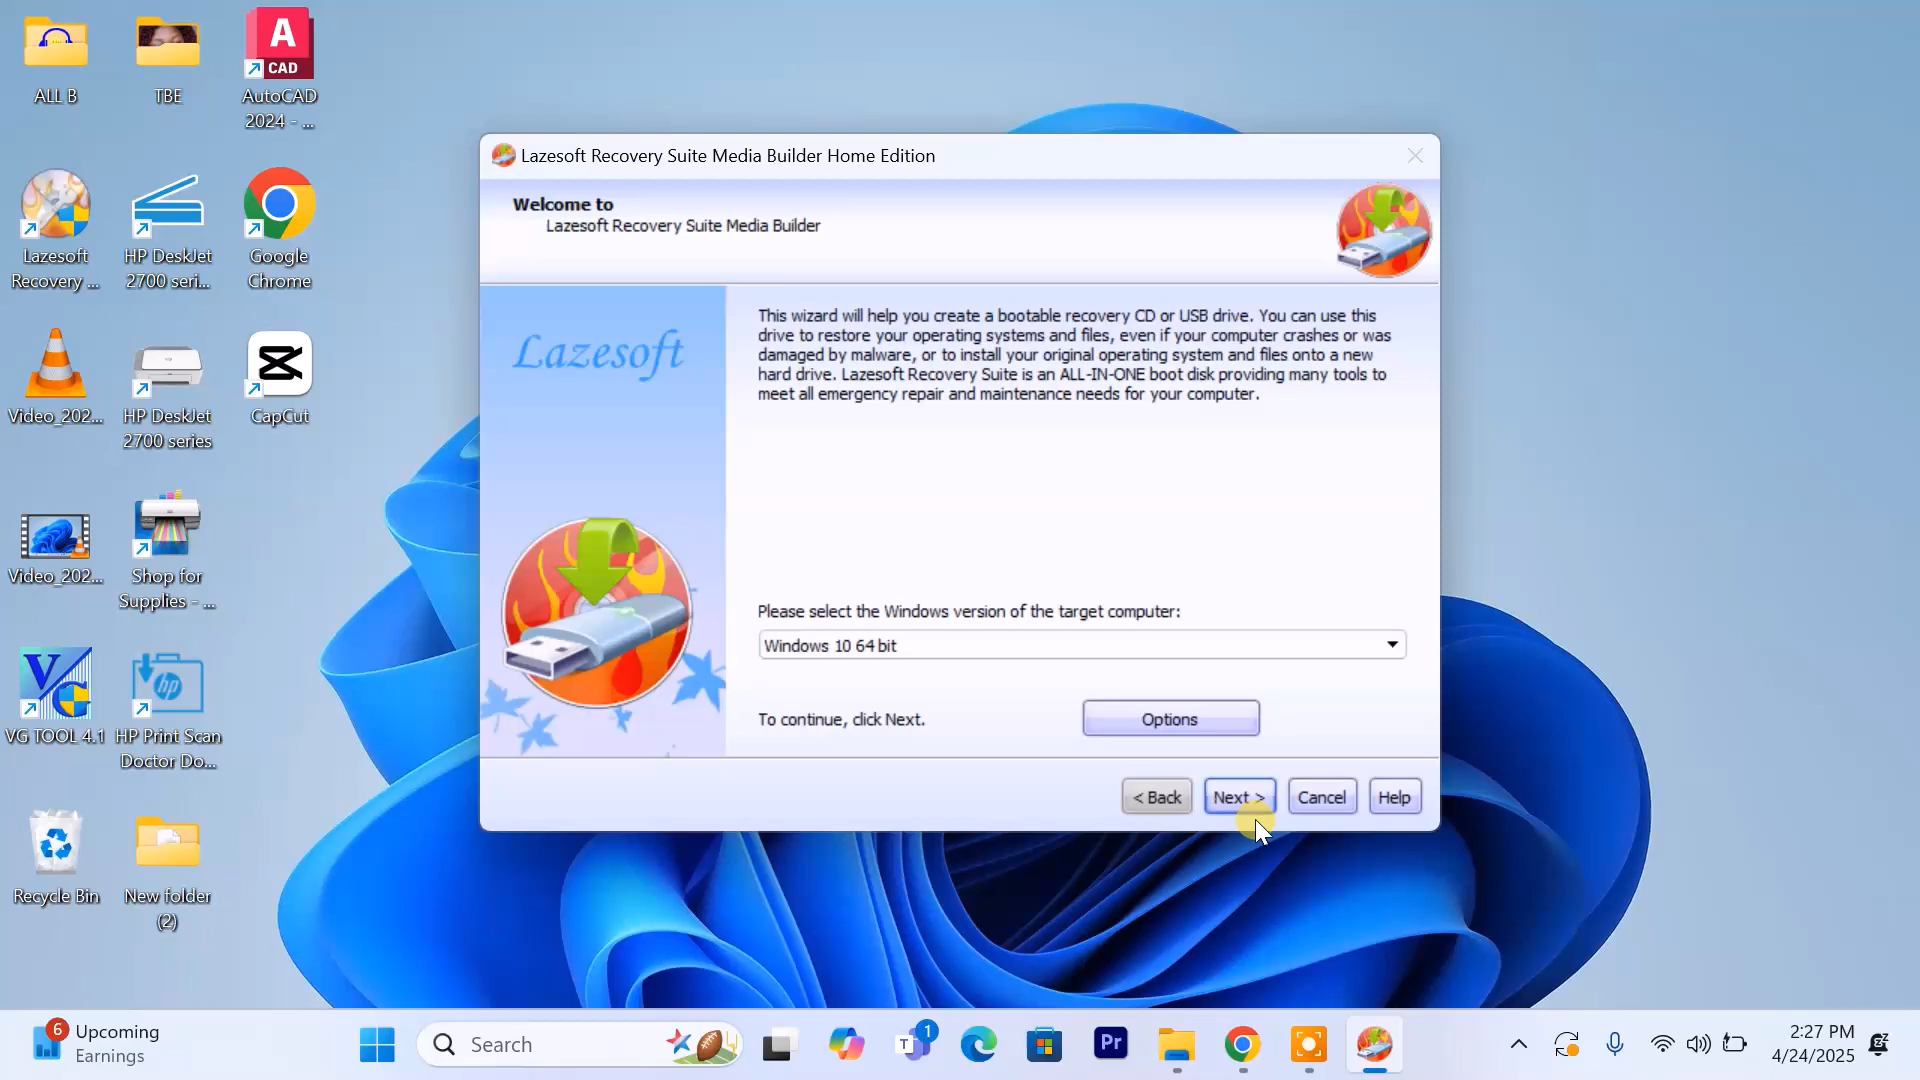 ALL B
TBE
A
CAD
AutoCAD
2024 - ...
Lazesoft
Recovery ...
HP DeskJet
2700 seri...
Google
Chrome
Video_202...
HP DeskJet
2700 series
CapCut
Video_202...
Shop for
Supplies - ...
VG TOOL 4.1
hp
HP Print Scan
Doctor Do...
Recycle Bin
New folder
(2)
Lazesoft Recovery Suite Media Builder Home Edition
Welcome to
Lazesoft Recovery Suite Media Builder
Lazesoft
This wizard will help you create a bootable recovery CD or USB drive. You can use this
drive to restore your operating systems and files, even if your computer crashes or was
damaged by malware, or to install your original operating system and files onto a new
hard drive. Lazesoft Recovery Suite is an ALL-IN-ONE boot disk providing many tools to
meet all emergency repair and maintenance needs for your computer.
Please select the Windows version of the target computer:
Windows 10 64 bit
To continue, click Next.
Options
< Back
Next >
Cancel
Help
6
Upcoming
Earnings
Search
T
1
Pr
2:27 PM
4/24/2025